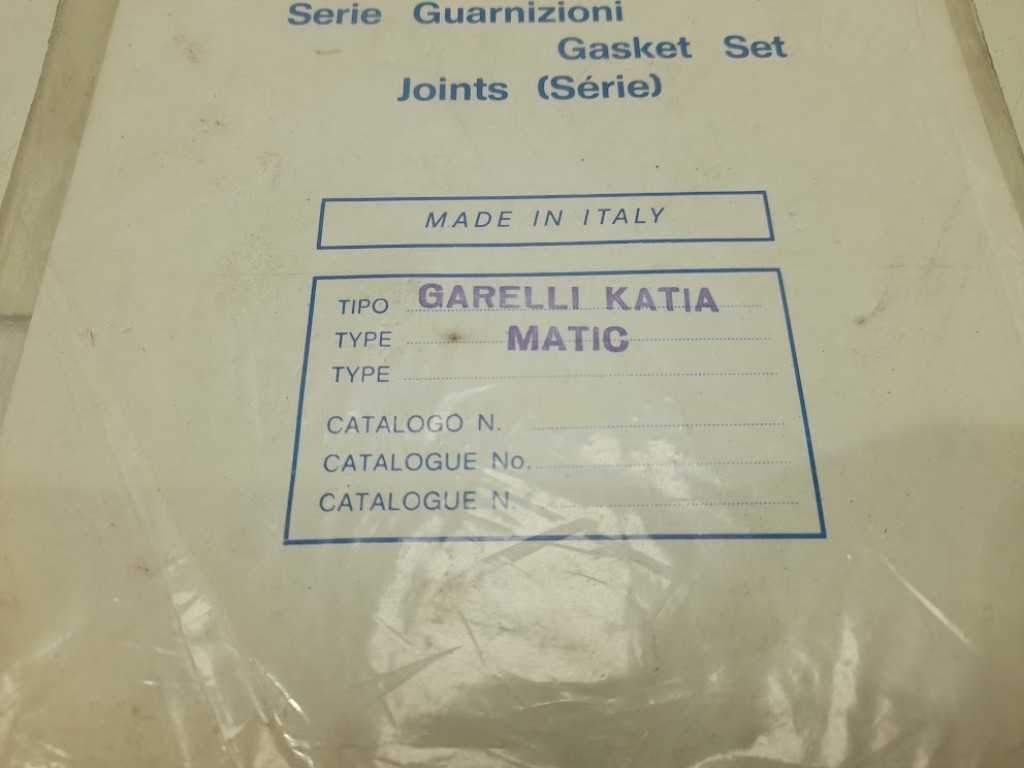 Serie Guarnizioni
Gasket Set
Joints (Série)
MADE IN ITALY
TIPO GARELLI KATIA
TYPE MATIC
TYPE
CATALOGO N.
CATALOGUE No.
CATALOGUE N.